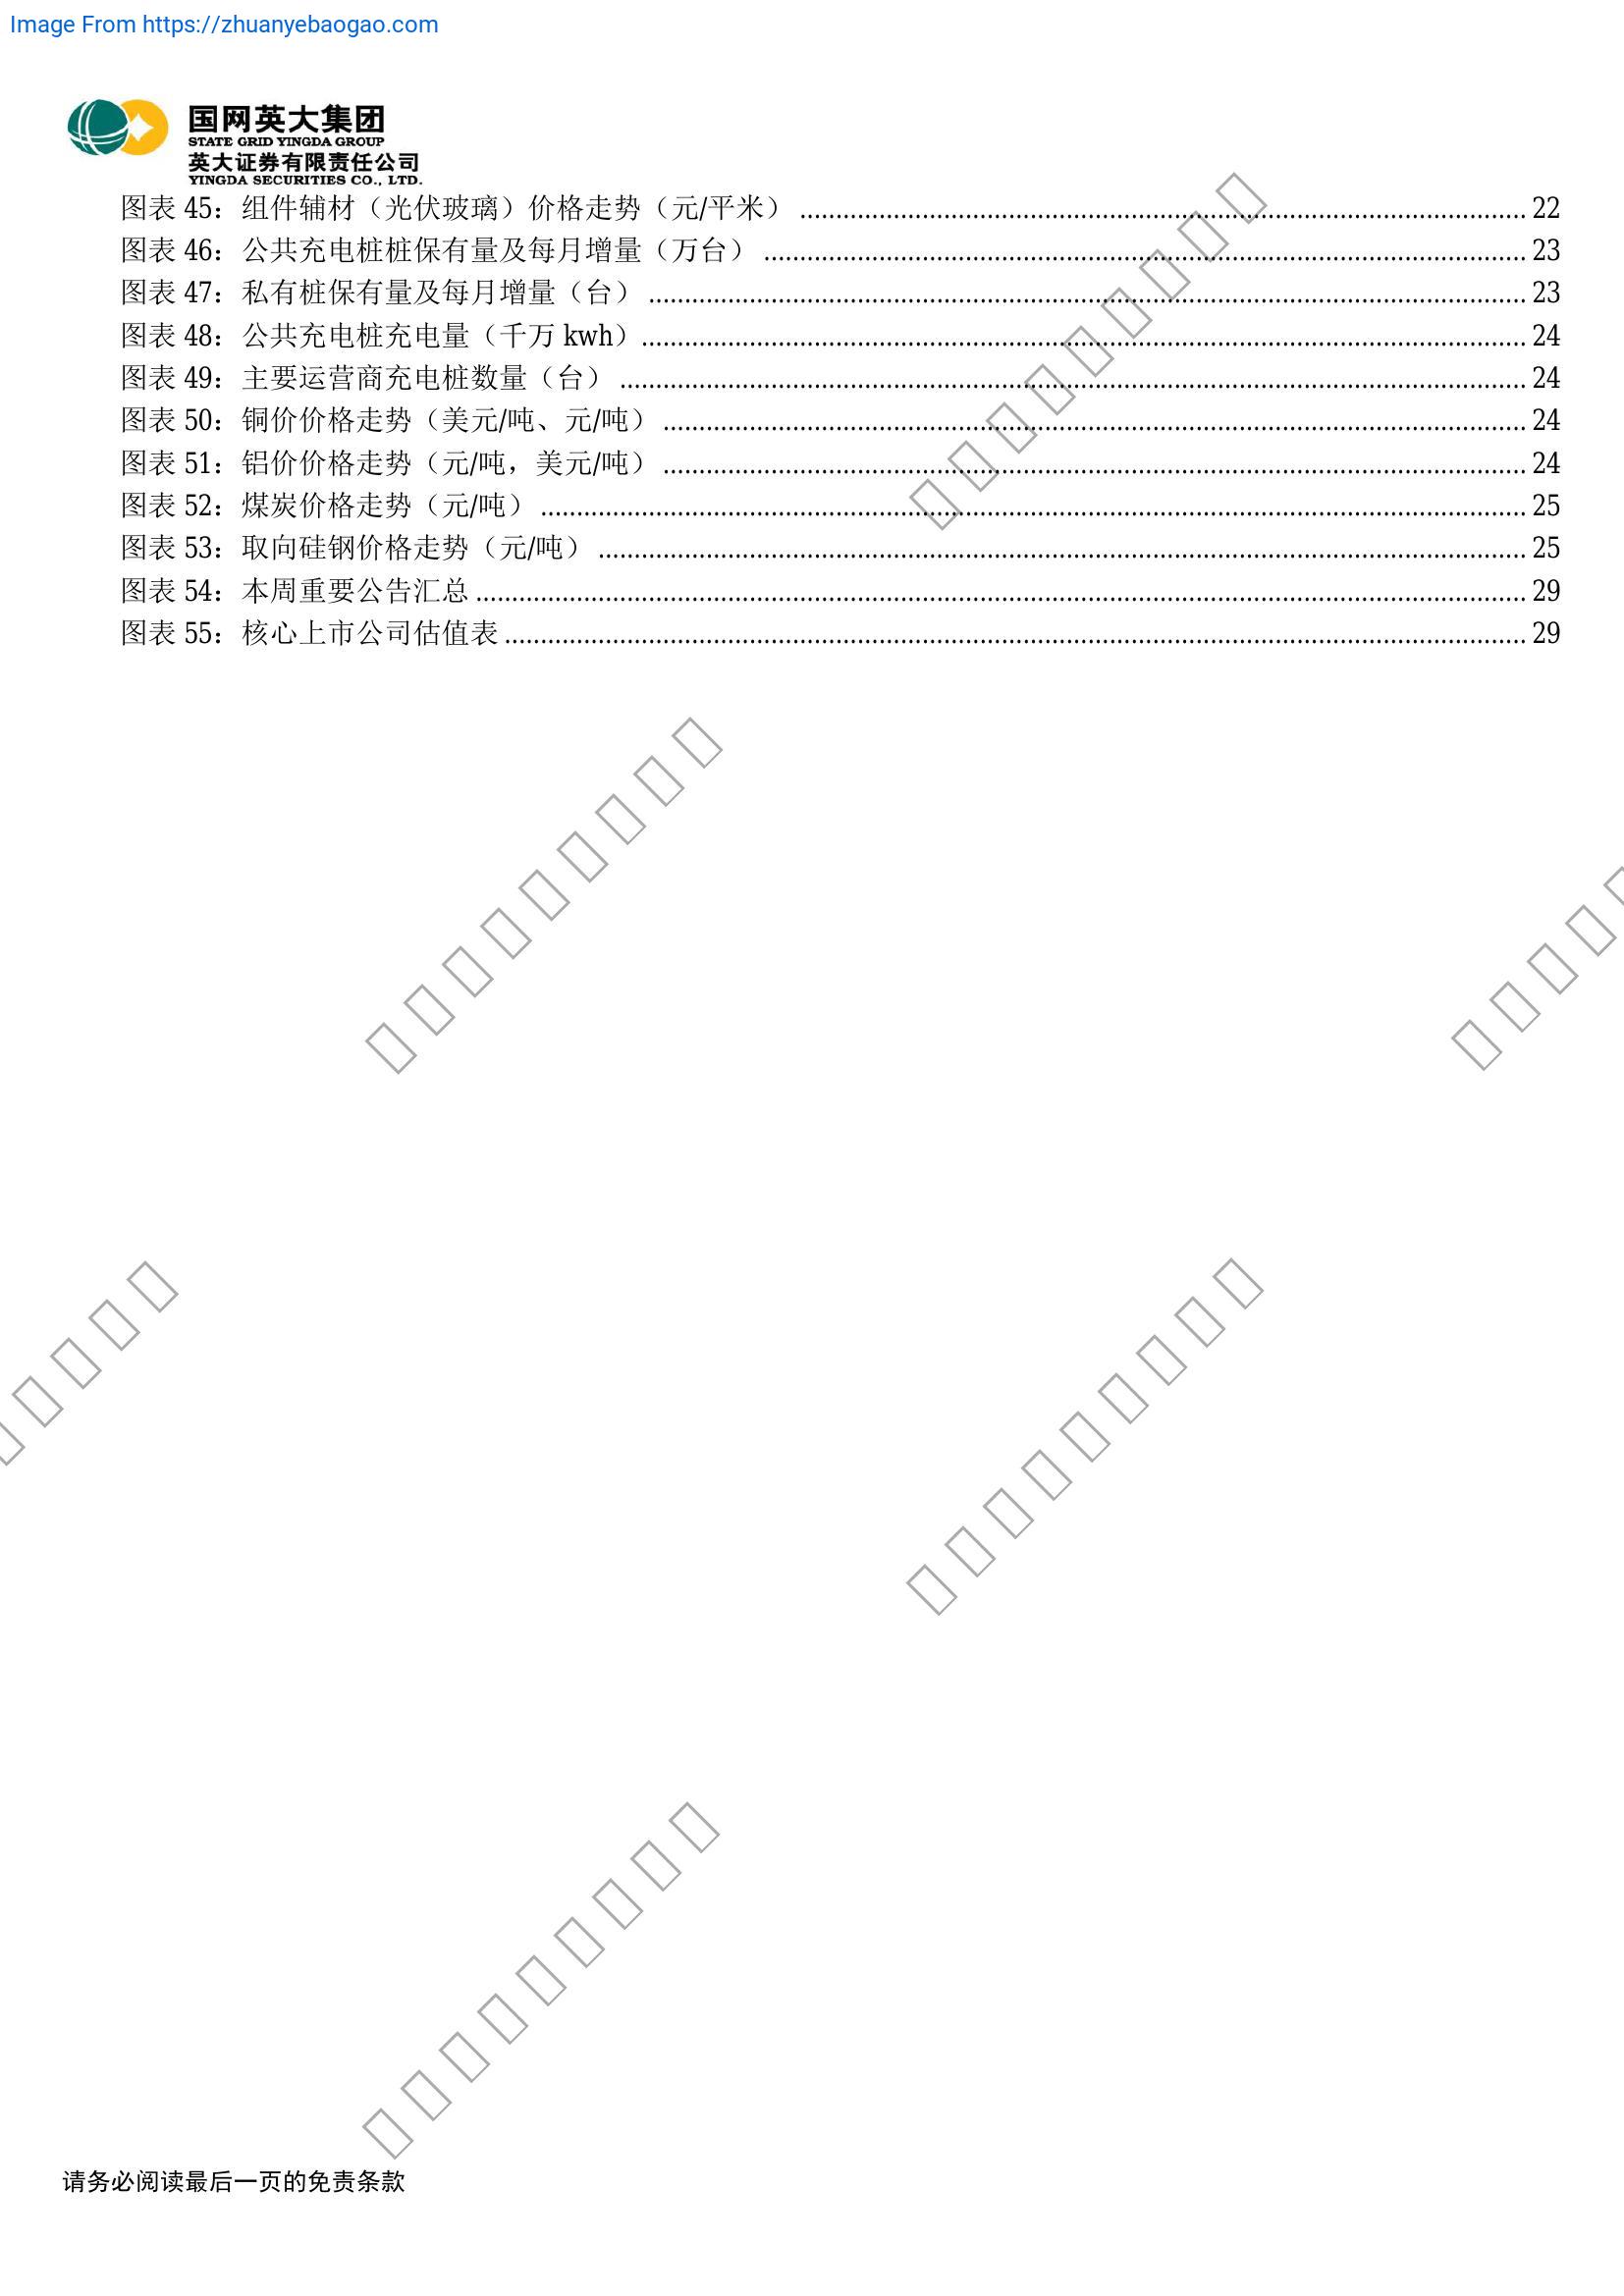 Image From https://zhuanyebaogao.com
国网英大集团
STATE GRID YINGDA GROUP
英大证券有限责任公司
YINGDA SECURITIES CO., LTD.
图表 45：组件辅材（光伏玻璃）价格走势（元/平米） ........ 22
图表 46：公共充电桩桩保有量及每月增量（万台） ........ 23
图表 47：私有桩保有量及每月增量（台） ........ 23
图表 48：公共充电桩充电量（千万 kwh） ........ 24
图表 49：主要运营商充电桩数量（台） ........ 24
图表 50：铜价价格走势（美元/吨、元/吨） ........ 24
图表 51：铝价价格走势（元/吨，美元/吨） ........ 24
图表 52：煤炭价格走势（元/吨） ........ 25
图表 53：取向硅钢价格走势（元/吨） ........ 25
图表 54：本周重要公告汇总 ........ 29
图表 55：核心上市公司估值表 ........ 29
请务必阅读最后一页的免责条款